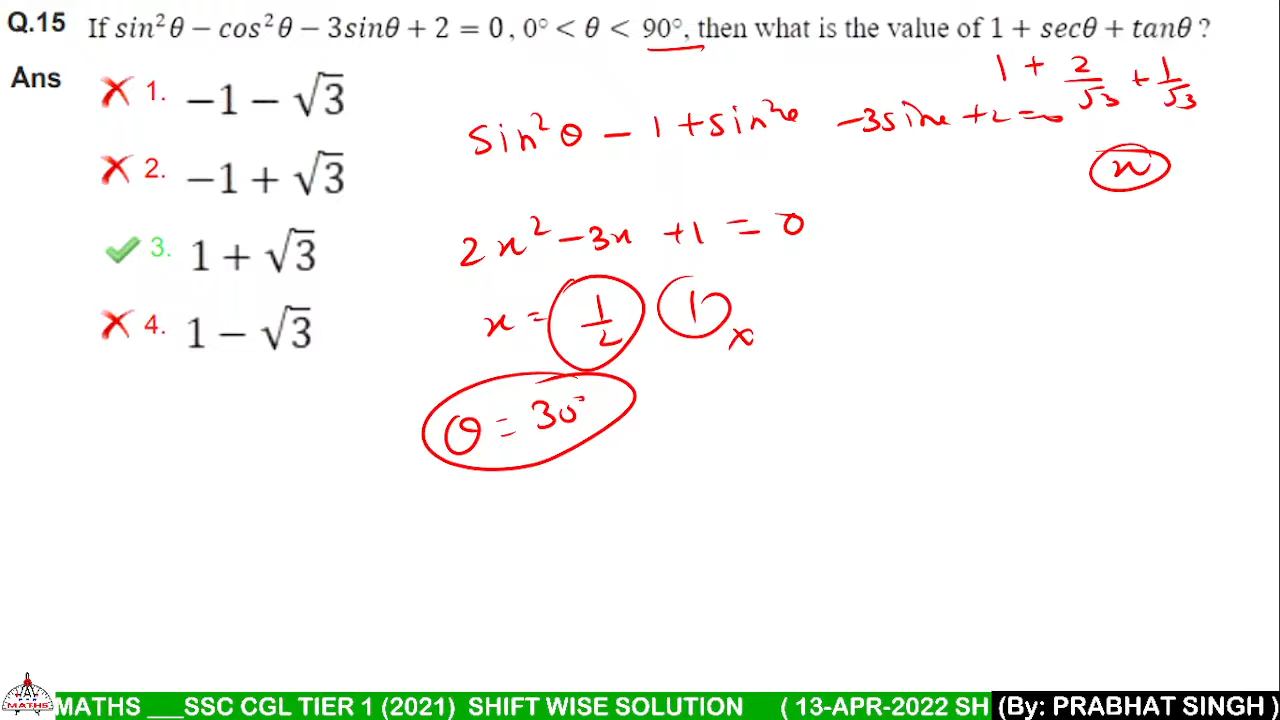 Q.15 If sin²θ − cos²θ − 3sinθ + 2 = 0, 0° < θ < 90°, then what is the value of 1 + secθ + tanθ ?
1 + 2/√3 + 1/√3
Ans
1. −1 − √3
sin²θ − 1 + sin²θ − 3sinx + 2 = 0
2. −1 + √3
x
3. 1 + √3
2x² − 3x + 1 = 0
4. 1 − √3
x = 1/2 1 x
θ = 30°
MATHS
MATHS ___SSC CGL TIER 1 (2021) SHIFT WISE SOLUTION ( 13-APR-2022 SH (By: PRABHAT SINGH )